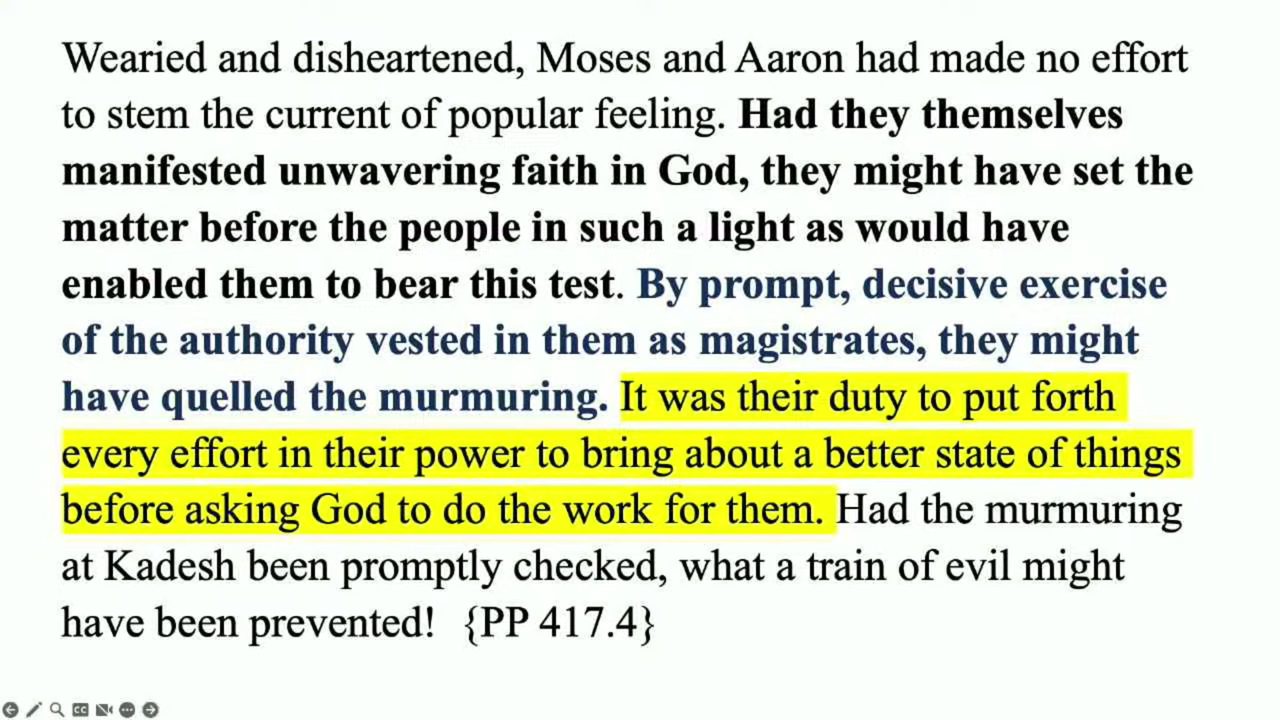 Wearied and disheartened, Moses and Aaron had made no effort
to stem the current of popular feeling. Had they themselves
manifested unwavering faith in God, they might have set the
matter before the people in such a light as would have
enabled them to bear this test. By prompt, decisive exercise
of the authority vested in them as magistrates, they might
have quelled the murmuring. It was their duty to put forth
every effort in their power to bring about a better state of things
before asking God to do the work for them. Had the murmuring
at Kadesh been promptly checked, what a train of evil might
have been prevented! {PP 417.4}
CC